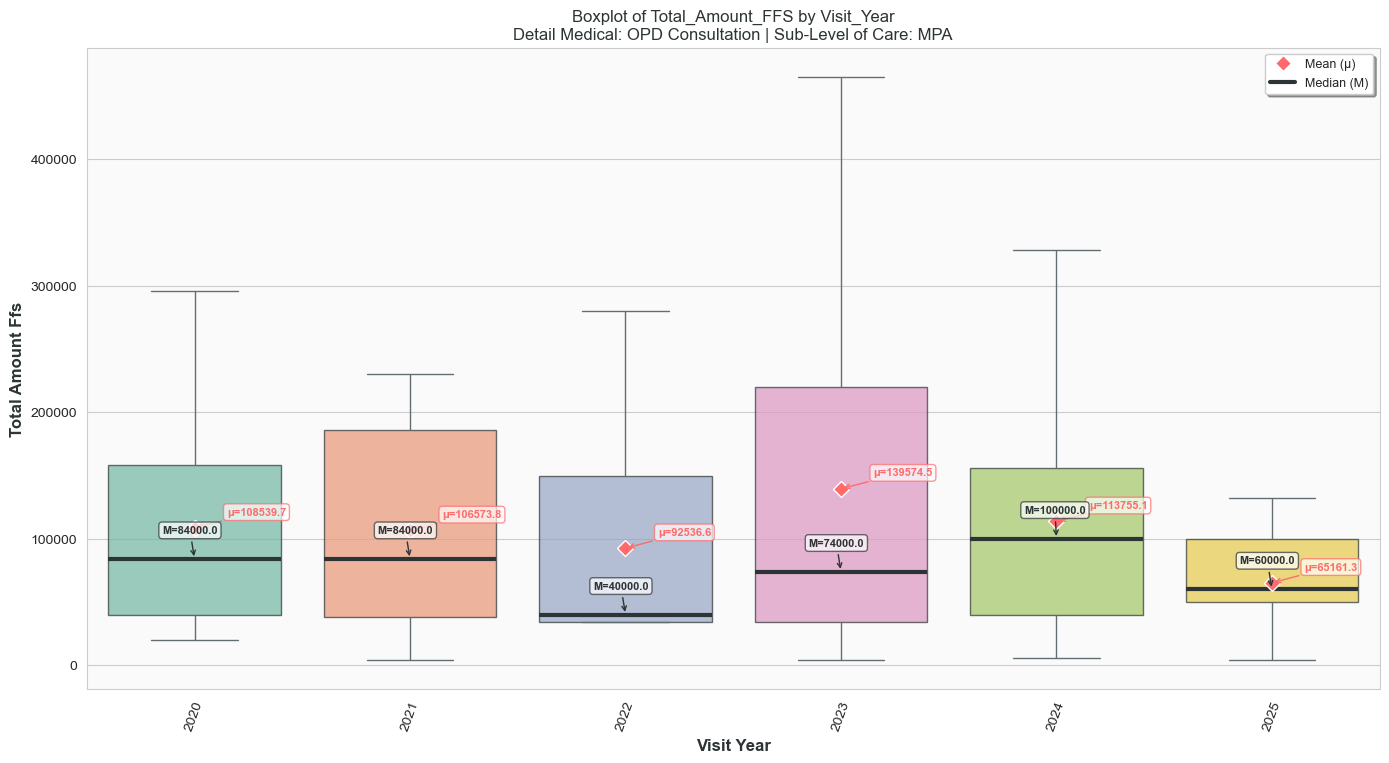 Boxplot of Total_Amount_FFS by Visit_Year
Detail Medical: OPD Consultation | Sub-Level of Care: MPA
Mean (μ)
Median (M)
Total Amount Ffs
400000
300000
200000
100000
0
μ=108539.7
M=84000.0
μ=106573.8
M=84000.0
μ=92536.6
M=40000.0
μ=139574.5
M=74000.0
μ=113755.1
M=100000.0
μ=65161.3
M=60000.0
2020
2021
2022
2023
2024
2025
Visit Year